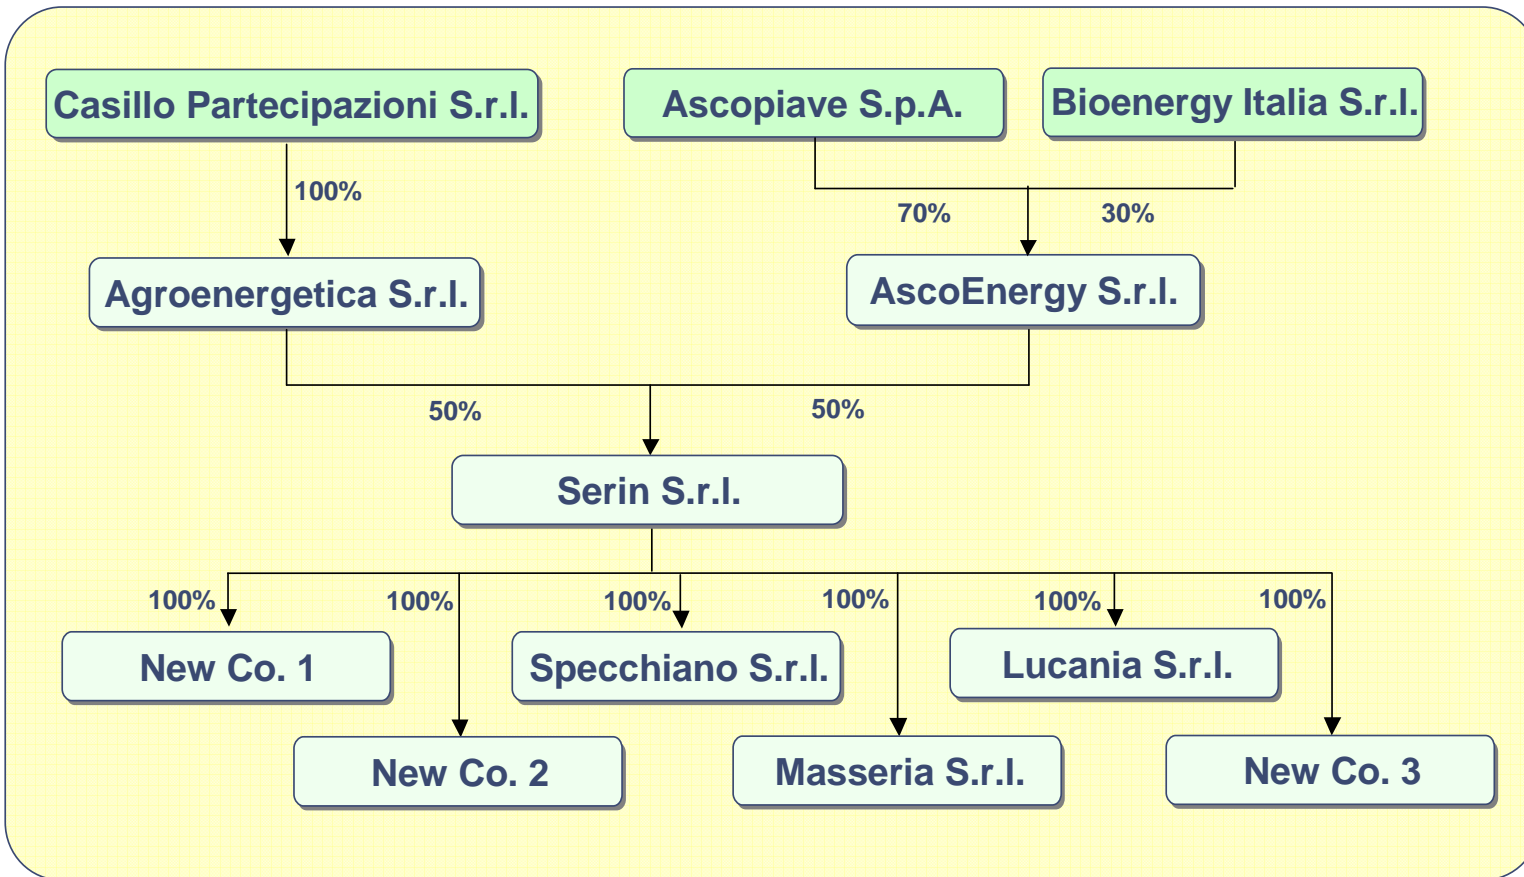 Casillo Partecipazioni S.r.l.
Ascopiave S.p.A.
Bioenergy Italia S.r.l.
100%
70%
30%
Agroenergetica S.r.l.
AscoEnergy S.r.l.
50%
50%
Serin S.r.l.
100%
100%
100%
100%
100%
100%
New Co. 1
Specchiano S.r.l.
Lucania S.r.l.
New Co. 2
Masseria S.r.l.
New Co. 3